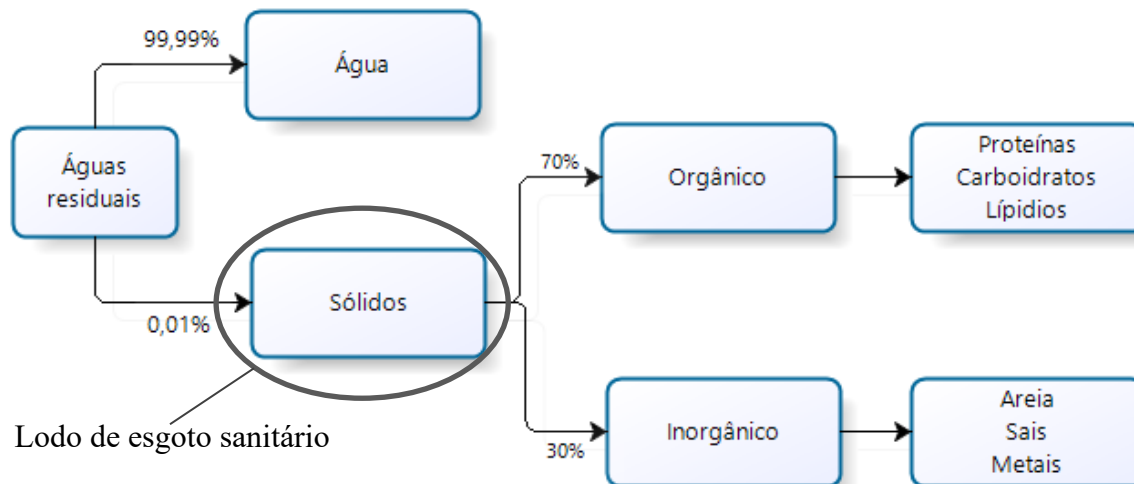 99,99%
Água
Águas
residuais
0,01%
Sólidos
Lodo de esgoto sanitário
70%
Orgânico
Proteínas
Carboidratos
Lípidios
30%
Inorgânico
Areia
Sais
Metais